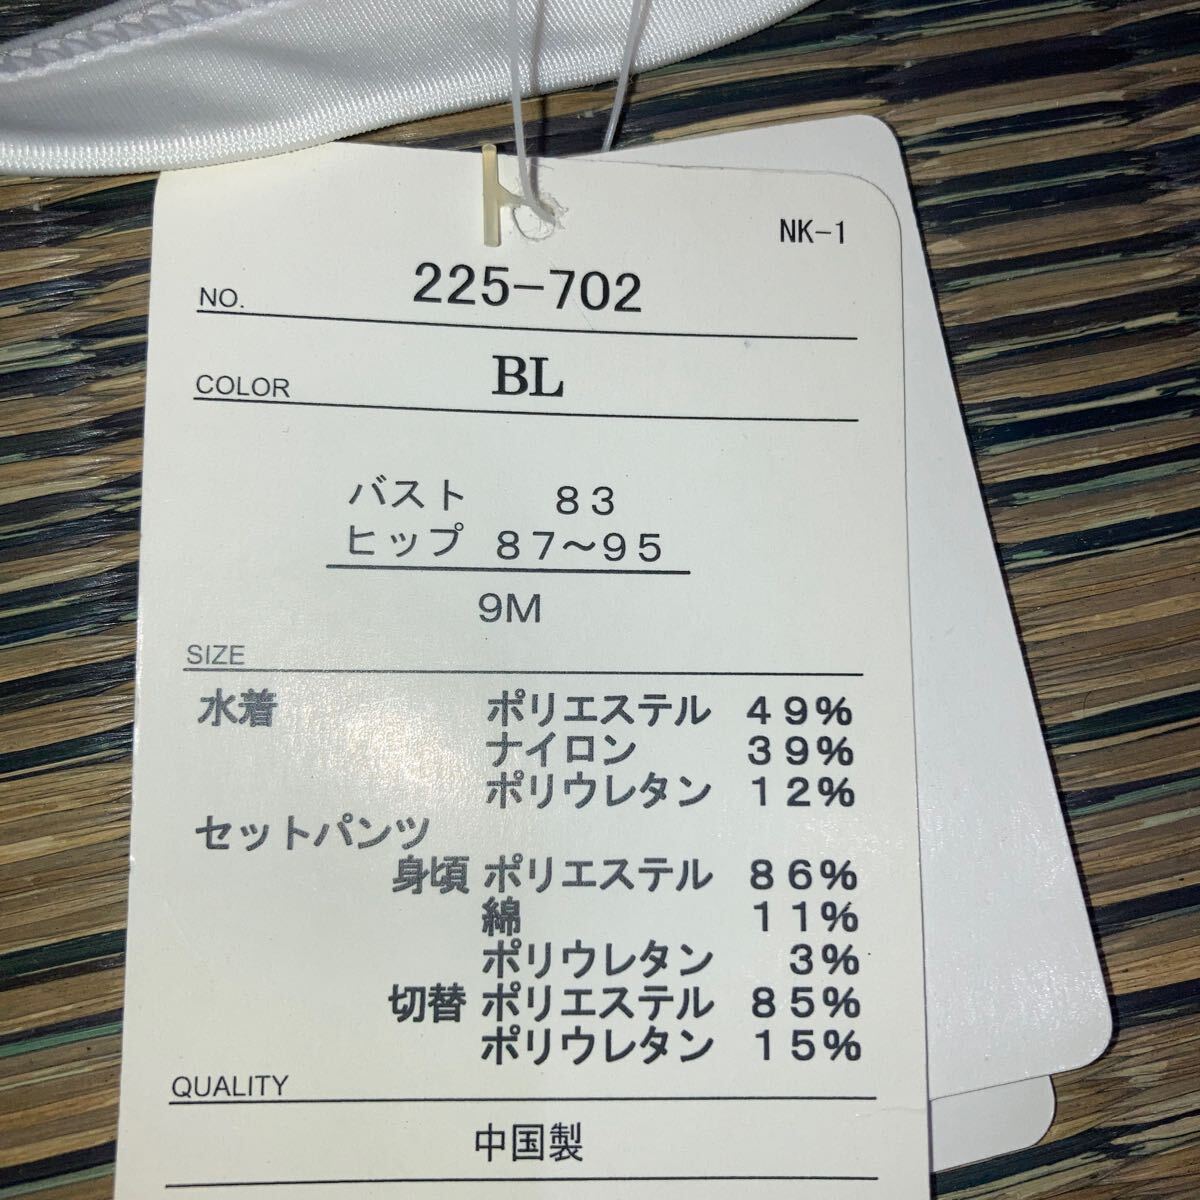 NK-1
NO. 225-702
COLOR BL
バスト 83
ヒップ 87～95
9M
SIZE
水着 ポリエステル 49%
ナイロン 39%
ポリウレタン 12%
セットパンツ
身頃 ポリエステル 86%
綿 11%
ポリウレタン 3%
切替 ポリエステル 85%
ポリウレタン 15%
QUALITY
中国製